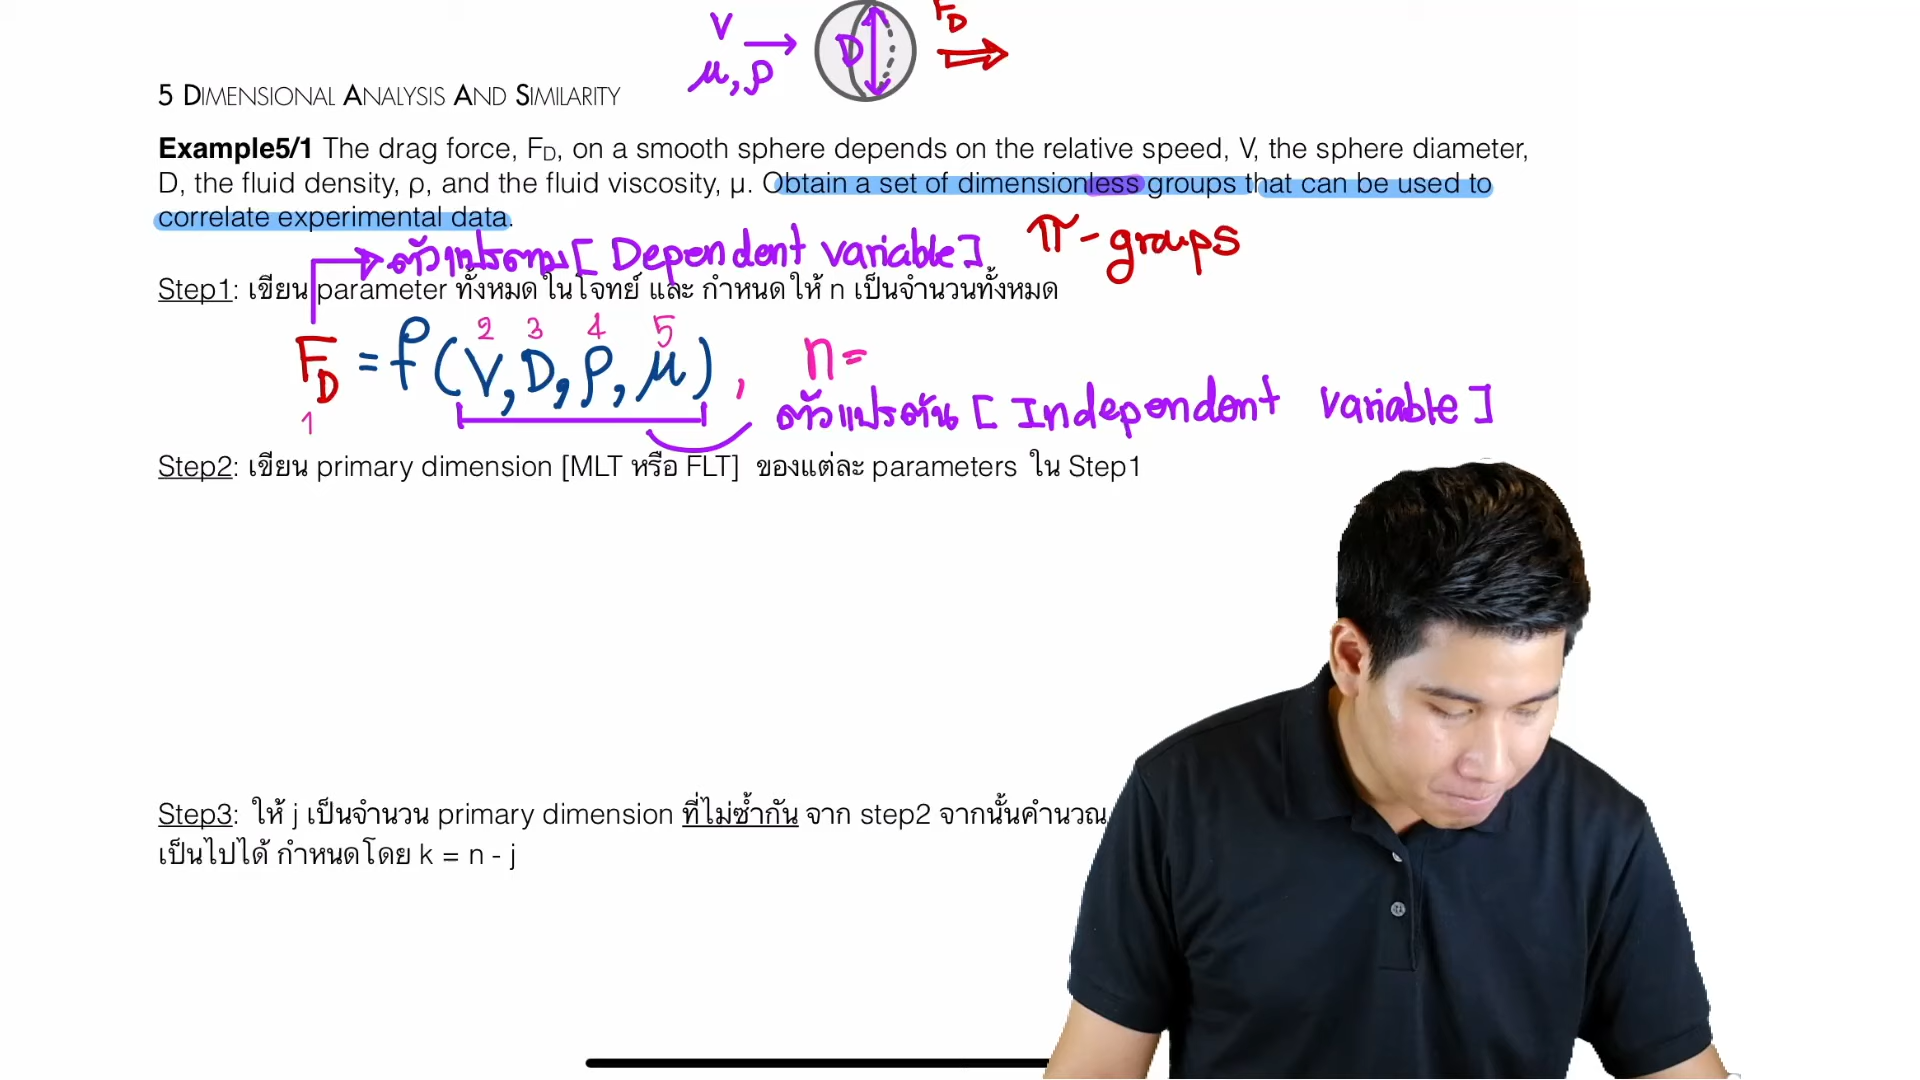 V
μ, ρ
D
F_D
5 DIMENSIONAL ANALYSIS AND SIMILARITY
Example5/1 The drag force, F_D, on a smooth sphere depends on the relative speed, V, the sphere diameter,
D, the fluid density, ρ, and the fluid viscosity, μ. Obtain a set of dimensionless groups that can be used to
correlate experimental data.
π-groups
ตัวแปรตาม [ Dependent variable ]
Step1: เขียน parameter ทั้งหมด ในโจทย์ และ กำหนด ให้ n เป็นจำนวนทั้งหมด
2 3 4 5
F_D = f (V, D, ρ, μ) , n =
1
ตัวแปรต้น [ Independent variable ]
Step2: เขียน primary dimension [MLT หรือ FLT] ของแต่ละ parameters ใน Step1
Step3: ให้ j เป็นจำนวน primary dimension ที่ไม่ซ้ำกัน จาก step2 จากนั้นคำนวณ
เป็นไปได้ กำหนดโดย k = n - j